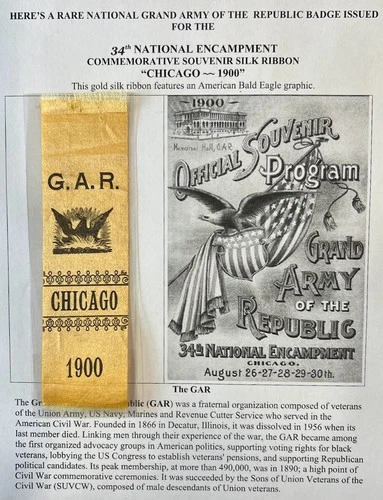 HERE'S A RARE NATIONAL GRAND ARMY OF THE REPUBLIC BADGE ISSUED
FOR THE
34th NATIONAL ENCAMPMENT
COMMEMORATIVE SOUVENIR SILK RIBBON
"CHICAGO ~~ 1900"
This gold silk ribbon features an American Bald Eagle graphic.
G.A.R.
CHICAGO
1900
1900
Memorial Hall, G.A.R.
OFFICIAL SOUVENIR
Program
GRAND
ARMY
OF THE
REPUBLIC
34th NATIONAL ENCAMPMENT
CHICAGO,
August 26-27-28-29-30th.
The GAR
The Gr public (GAR) was a fraternal organization composed of veterans
of the Union Army, US Navy, Marines and Revenue Cutter Service who served in the
American Civil War. Founded in 1866 in Decatur, Illinois, it was dissolved in 1956 when its
last member died. Linking men through their experience of the war, the GAR became among
the first organized advocacy groups in American politics, supporting voting rights for black
veterans, lobbying the US Congress to establish veterans' pensions, and supporting Republican
political candidates. Its peak membership, at more than 490,000, was in 1890; a high point of
Civil War commemorative ceremonies. It was succeeded by the Sons of Union Veterans of the
Civil War (SUVCW), composed of male descendants of Union veterans.